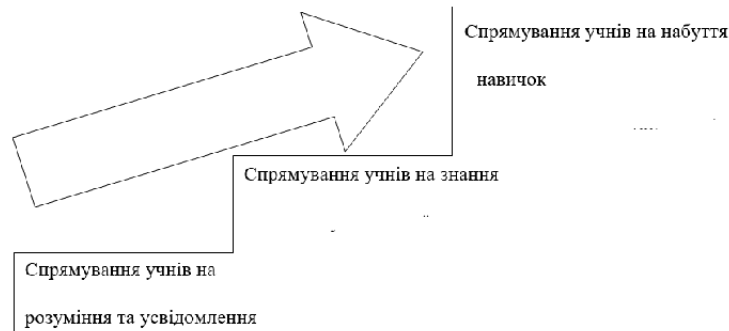 Спрямування учнів на набуття
навичок
Спрямування учнів на знання
Спрямування учнів на
розуміння та усвідомлення